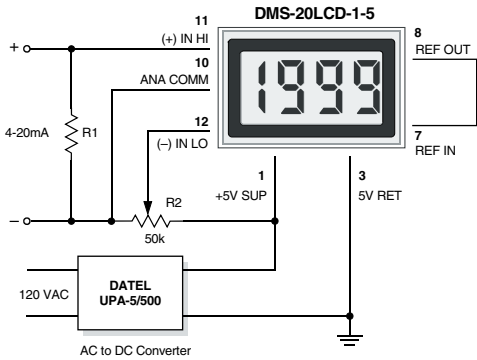 DMS-20LCD-1-5
11
(+) IN HI
10
ANA COMM
12
(–) IN LO
8
REF OUT
7
REF IN
1999
+
4-20mA
R1
–
R2
50k
1
+5V SUP
3
5V RET
120 VAC
DATEL
UPA-5/500
AC to DC Converter